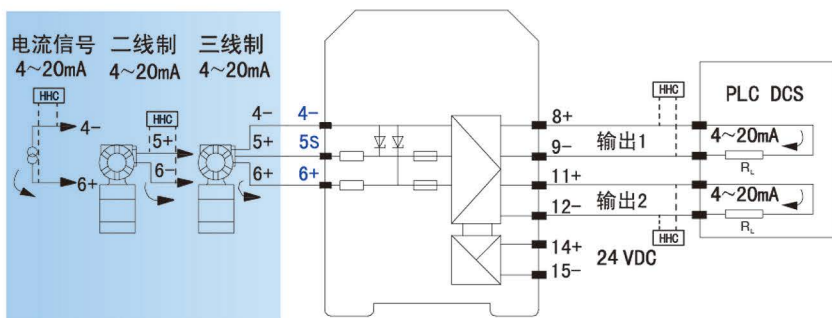 电流信号
4~20mA
二线制
4~20mA
三线制
4~20mA
HHC
4-
6+
HHC
5+
6-
4-
5+
6+
4-
5S
6+
8+
9-
11+
12-
14+
15-
输出1
输出2
24 VDC
HHC
HHC
PLC DCS
4~20mA
RL
4~20mA
RL